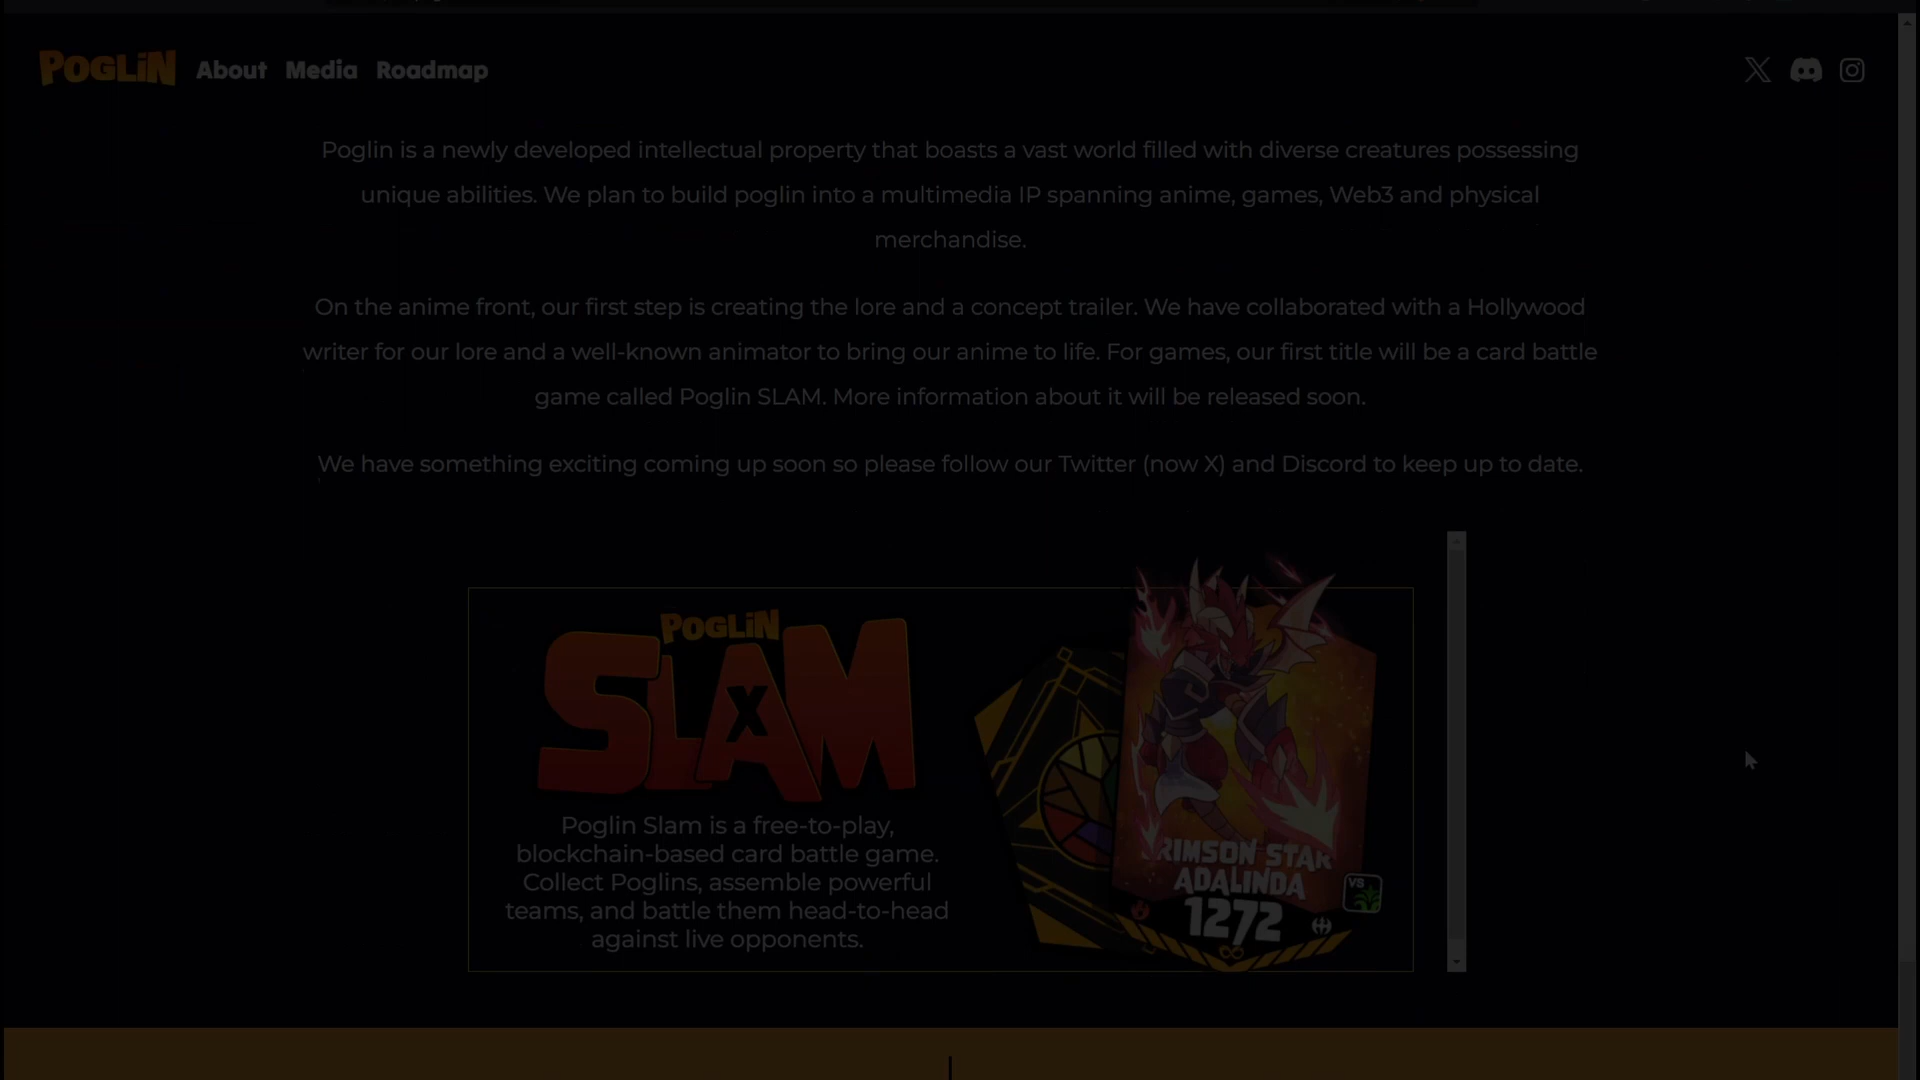 POGLiN About Media Roadmap
Poglin is a newly developed intellectual property that boasts a vast world filled with diverse creatures possessing
unique abilities. We plan to build poglin into a multimedia IP spanning anime, games, Web3 and physical
merchandise.
On the anime front, our first step is creating the lore and a concept trailer. We have collaborated with a Hollywood
writer for our lore and a well-known animator to bring our anime to life. For games, our first title will be a card battle
game called Poglin SLAM. More information about it will be released soon.
We have something exciting coming up soon so please follow our Twitter (now X) and Discord to keep up to date.
POGLiN
SLAM
X
Poglin Slam is a free-to-play,
blockchain-based card battle game.
Collect Poglins, assemble powerful
teams, and battle them head-to-head
against live opponents.
RIMSON STAR
ADALINDA
VS
1272